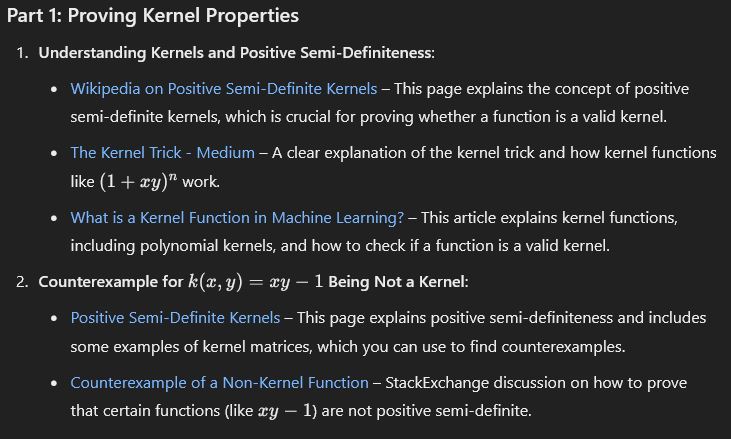 Part 1: Proving Kernel Properties
1. Understanding Kernels and Positive Semi-Definiteness:
• Wikipedia on Positive Semi-Definite Kernels – This page explains the concept of positive
semi-definite kernels, which is crucial for proving whether a function is a valid kernel.
• The Kernel Trick - Medium – A clear explanation of the kernel trick and how kernel functions
like (1 + xy)ⁿ work.
• What is a Kernel Function in Machine Learning? – This article explains kernel functions,
including polynomial kernels, and how to check if a function is a valid kernel.
2. Counterexample for k(x, y) = xy − 1 Being Not a Kernel:
• Positive Semi-Definite Kernels – This page explains positive semi-definiteness and includes
some examples of kernel matrices, which you can use to find counterexamples.
• Counterexample of a Non-Kernel Function – StackExchange discussion on how to prove
that certain functions (like xy − 1) are not positive semi-definite.